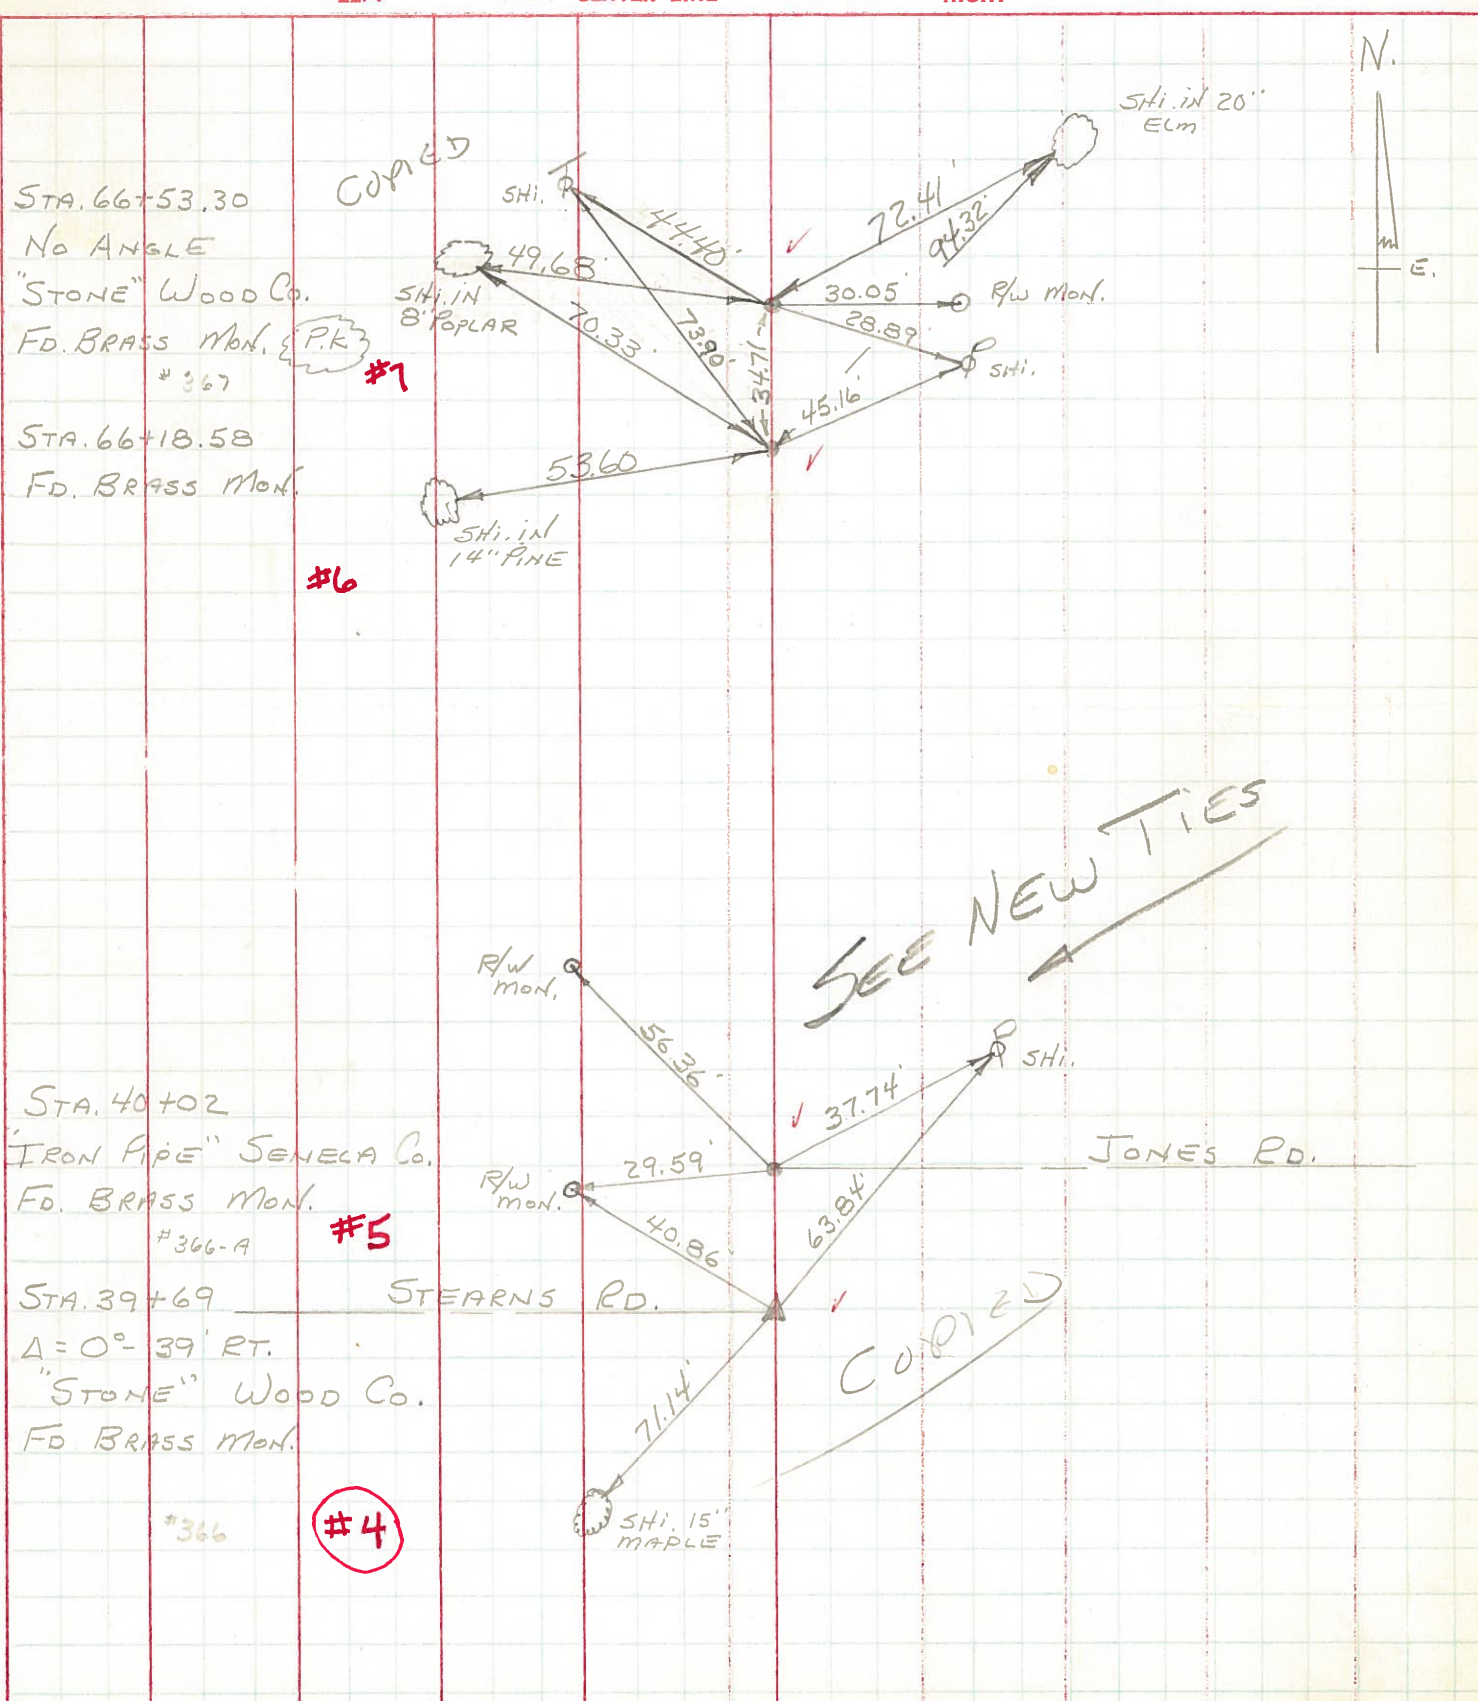 CENTER LINE
N.
SHi. iN 20"
ELM
COPIED
STA. 66+53.30
SHi.
44.40'
72.41'
94.32'
NO ANGLE
49.68'
E.
"STONE" WOOD CO.
SHi. iN
8" POPLAR
30.05'
R/W MON.
FD. BRASS MON.
P.K.
70.33'
73.90'
34.71
28.89'
SHi.
#367
#7
45.16'
STA. 66+18.58
FD. BRASS MON.
53.60
SHi. iN
14" PINE
#6
SEE NEW TiES
R/W
MON.
56.36'
SHi.
STA. 40+02
37.74'
"IRON PiPE" SENECA CO.
29.59'
JONES RD.
FD. BRASS MON.
R/W
MON.
63.84'
#366-A
#5
40.86'
STA. 39+69
STEARNS RD.
Δ = 0°- 39' RT.
COPIED
"STONE" WOOD CO.
71.14'
FD BRASS MON.
#366
#4
SHi. 15"
MAPLE